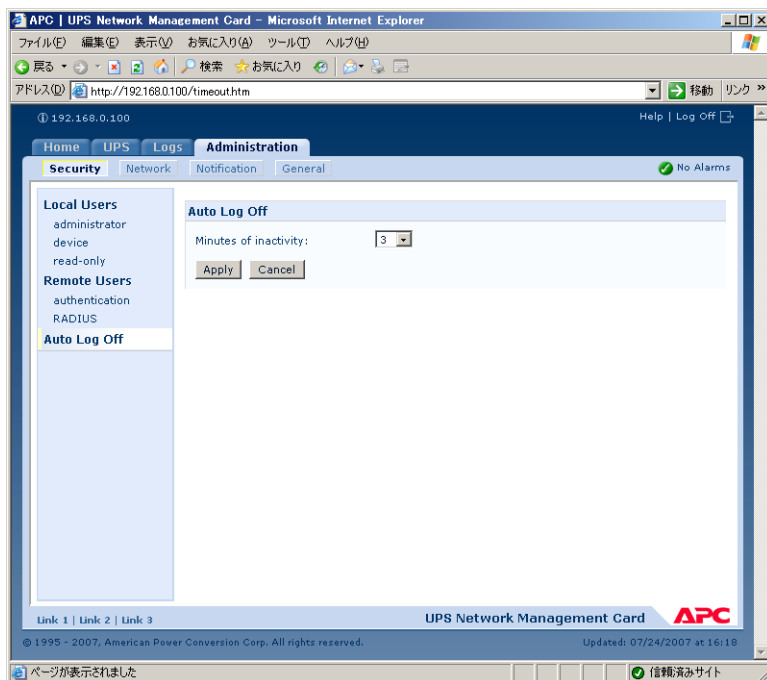 APC | UPS Network Management Card - Microsoft Internet Explorer
ファイル(F) 編集(E) 表示(V) お気に入り(A) ツール(T) ヘルプ(H)
戻る 検索 お気に入り
アドレス(D) http://192.168.0.100/timeout.htm 移動 リンク »
192.168.0.100 Help | Log Off
Home UPS Logs Administration
Security Network Notification General No Alarms
Local Users
administrator
device
read-only
Remote Users
authentication
RADIUS
Auto Log Off
Auto Log Off
Minutes of inactivity: 3
Apply Cancel
Link 1 | Link 2 | Link 3 UPS Network Management Card APC
© 1995 - 2007, American Power Conversion Corp. All rights reserved. Updated: 07/24/2007 at 16:18
ページが表示されました 信頼済みサイト